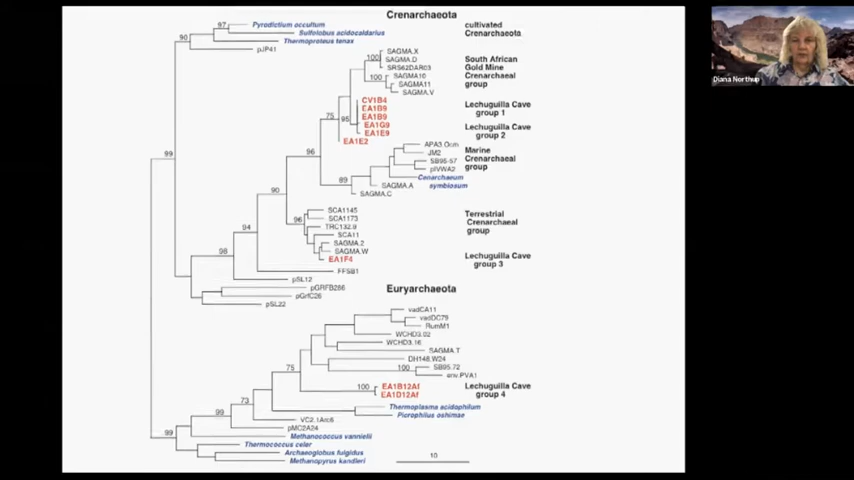 Crenarchaeota
97
Pyrodictium occultum
cultivated
Crenarchaeota
Sulfolobus acidocaldarius
90
Thermoproteus tenax
pJP41
SAGMA.X
100
SAGMA.D
South African
Gold Mine
Crenarchaeal
group
SRS62DAR03
SAGMA10
100
SAGMA11
SAGMA.V
CV1B4
Lechuguilla Cave
group 1
EA1B9
EA1B9
75
95
EA1G9
Lechuguilla Cave
group 2
EA1E9
EA1E2
APA3.0cm
Marine
Crenarchaeal
group
JM2
99
96
SB95-57
pIVWA2
89
Cenarchaeum
symbiosum
SAGMA.A
90
SAGMA.C
SCA1145
Terrestrial
Crenarchaeal
group
96
SCA1173
94
TRC132.9
SCA11
SAGMA.2
98
SAGMA.W
Lechuguilla Cave
group 3
EA1F4
FFSB1
pSL12
pGRFB286
pGrfC26
pSL22
Euryarchaeota
vadCA11
vadDC79
RumM1
WCHD3.02
WCHD3.16
SAGMA.T
DH148.W24
75
100
SB95.72
env.PVA1
100
EA1B12Af
Lechuguilla Cave
group 4
EA1D12Af
73
Thermoplasma acidophilum
99
Picrophilus oshimae
VC2.1Arc6
pMC2A24
99
Methanococcus vannielii
Thermococcus celer
Archaeoglobus fulgidus
Methanopyrus kandleri
10
Diana Northup